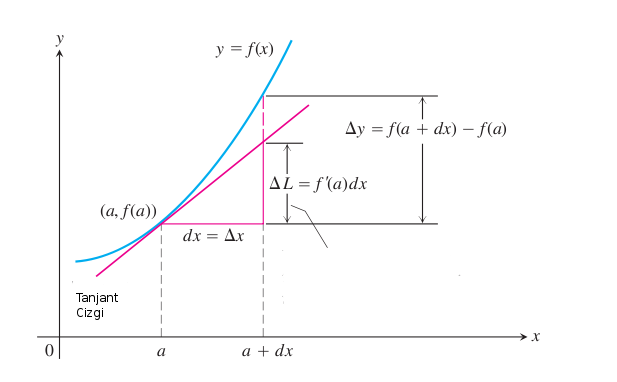 y
y = f(x)
Δy = f(a + dx) − f(a)
ΔL = f′(a)dx
(a, f(a))
dx = Δx
Tanjant
Cizgi
0
a
a + dx
x